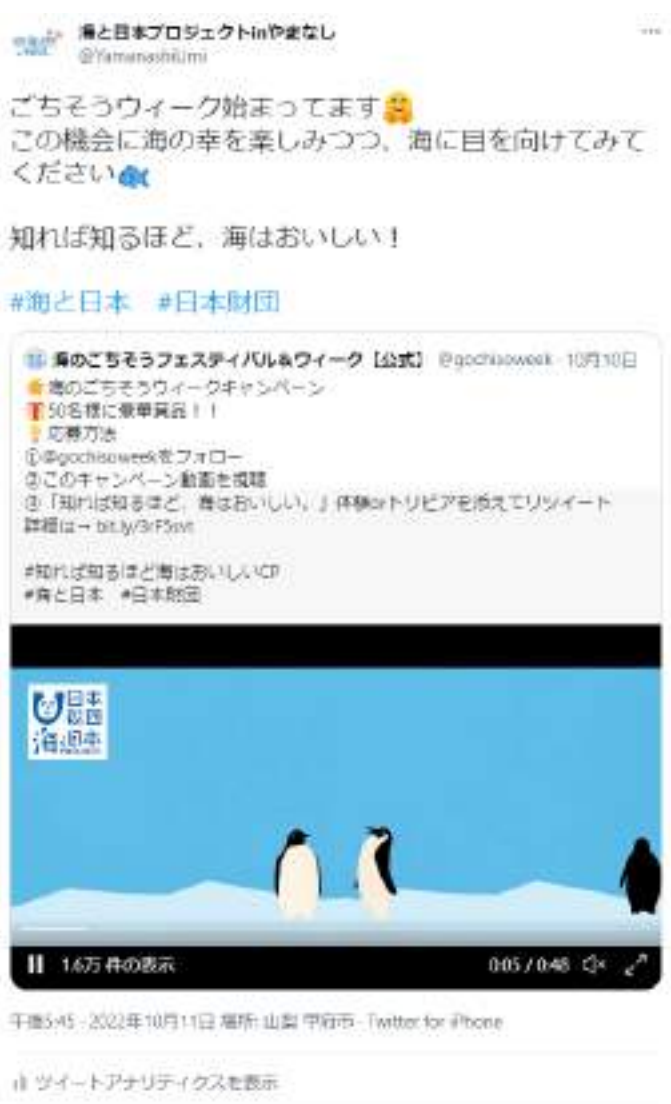 海と日本プロジェクトinやまなし
@YamanashiUmi
ごちそうウィーク始まってます🤗
この機会に海の幸を楽しみつつ、海に目を向けてみて
ください🐟
知れば知るほど、海はおいしい！
#海と日本　#日本財団
海のごちそうフェスティバル&ウィーク【公式】 @gochisoweek · 10月10日
海のごちそうウィークキャンペーン
50名様に豪華賞品！！
応募方法
①@gochisoweekをフォロー
②このキャンペーン動画を視聴
③「知れば知るほど、海はおいしい。」体験orトリビアを添えてリツイート
詳細は→ bit.ly/
#知れば知るほど海はおいしいCP
#海と日本　#日本財団
日本
財団
海と日本
1.6万 件の表示
0:05 / 0:48
午後5:45 · 2022年10月11日 場所: 山梨 甲府市 · Twitter for iPhone
ツイートアナリティクスを表示